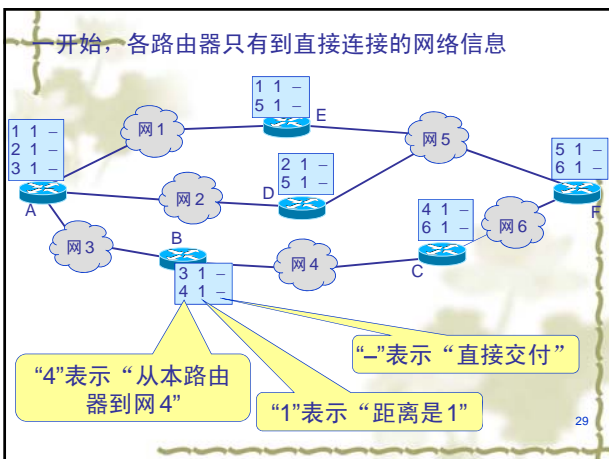 一开始，各路由器只有到直接连接的网络信息
1 1 –
5 1 –
E
网1
网5
1 1 –
2 1 –
3 1 –
A
2 1 –
5 1 –
D
网2
5 1 –
6 1 –
F
4 1 –
6 1 –
C
网6
网3
B
网4
3 1 –
4 1 –
“–”表示“直接交付”
“4”表示“从本路由
器到网4”
“1”表示“距离是1”
29